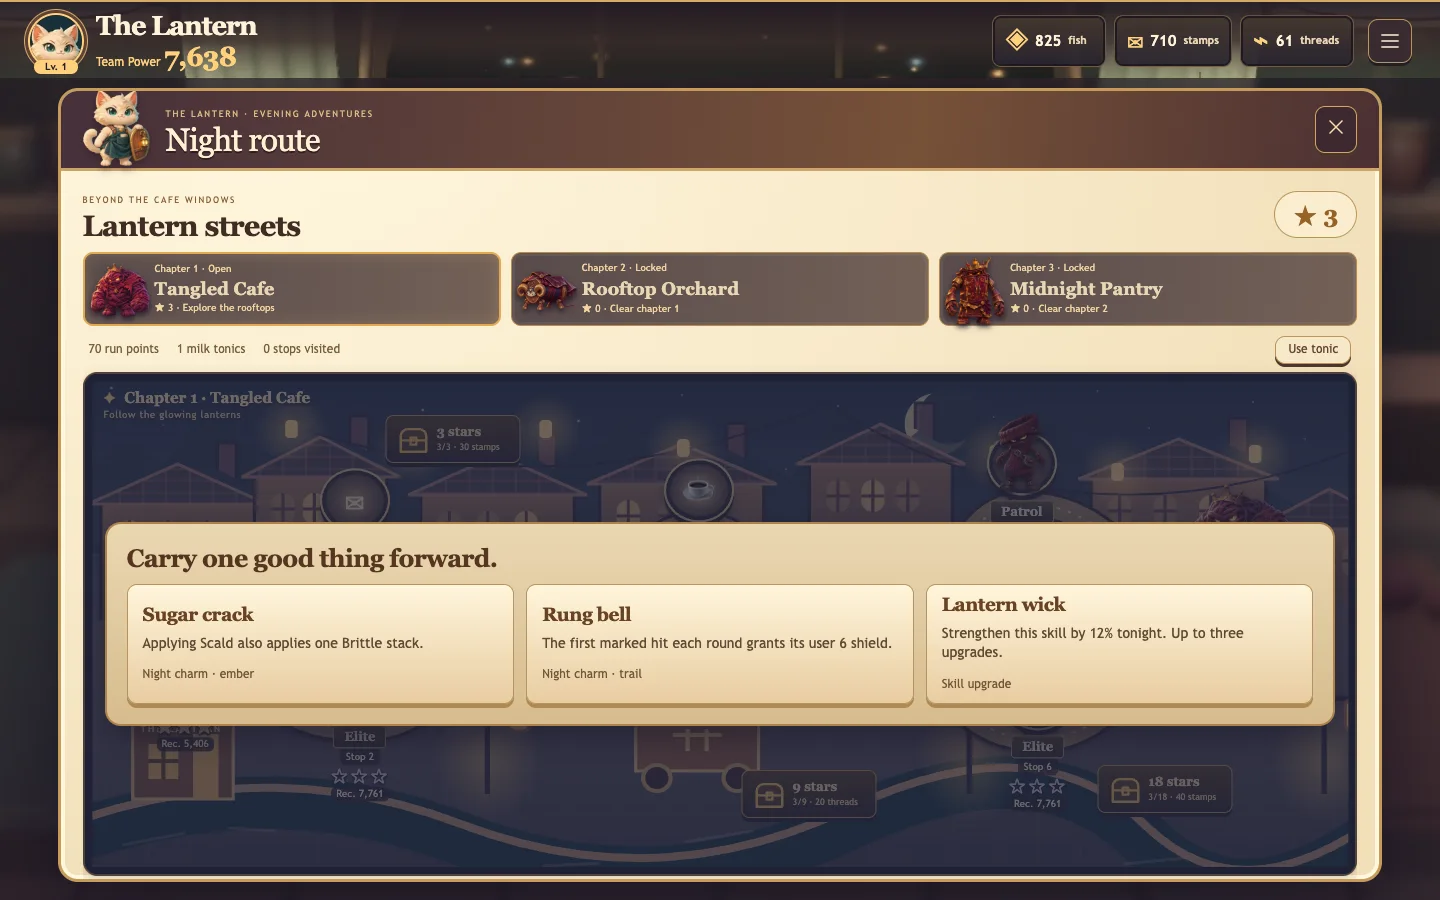 The Lantern
Team Power 7,638
Lv. 1
825 fish
710 stamps
61 threads
THE LANTERN · EVENING ADVENTURES
Night route
BEYOND THE CAFE WINDOWS
Lantern streets
★ 3
Chapter 1 · Open
Tangled Cafe
★ 3 · Explore the rooftops
Chapter 2 · Locked
Rooftop Orchard
★ 0 · Clear chapter 1
Chapter 3 · Locked
Midnight Pantry
★ 0 · Clear chapter 2
70 run points
1 milk tonics
0 stops visited
Use tonic
Chapter 1 · Tangled Cafe
Follow the glowing lanterns
3 stars
3/3 · 30 stamps
Patrol
Carry one good thing forward.
Sugar crack
Applying Scald also applies one Brittle stack.
Night charm · ember
Rung bell
The first marked hit each round grants its user 6 shield.
Night charm · trail
Lantern wick
Strengthen this skill by 12% tonight. Up to three
upgrades.
Skill upgrade
Rec. 5,406
Elite
Stop 2
Rec. 7,761
9 stars
3/9 · 20 threads
Elite
Stop 6
Rec. 7,761
18 stars
3/18 · 40 stamps